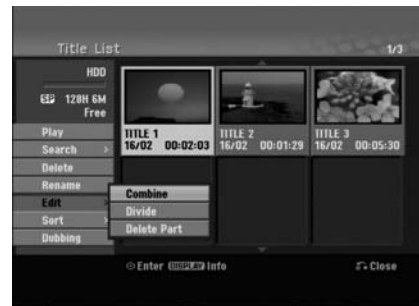 Title List
1/3
HDD
SP 128H 6M
Free
Play
Search >
Delete
Rename
Edit >
Sort >
Dubbing
Combine
Divide
Delete Part
TITLE 1
16/02 00:02:03
TITLE 2
16/02 00:01:29
TITLE 3
16/02 00:05:30
Enter DISPLAY Info
Close